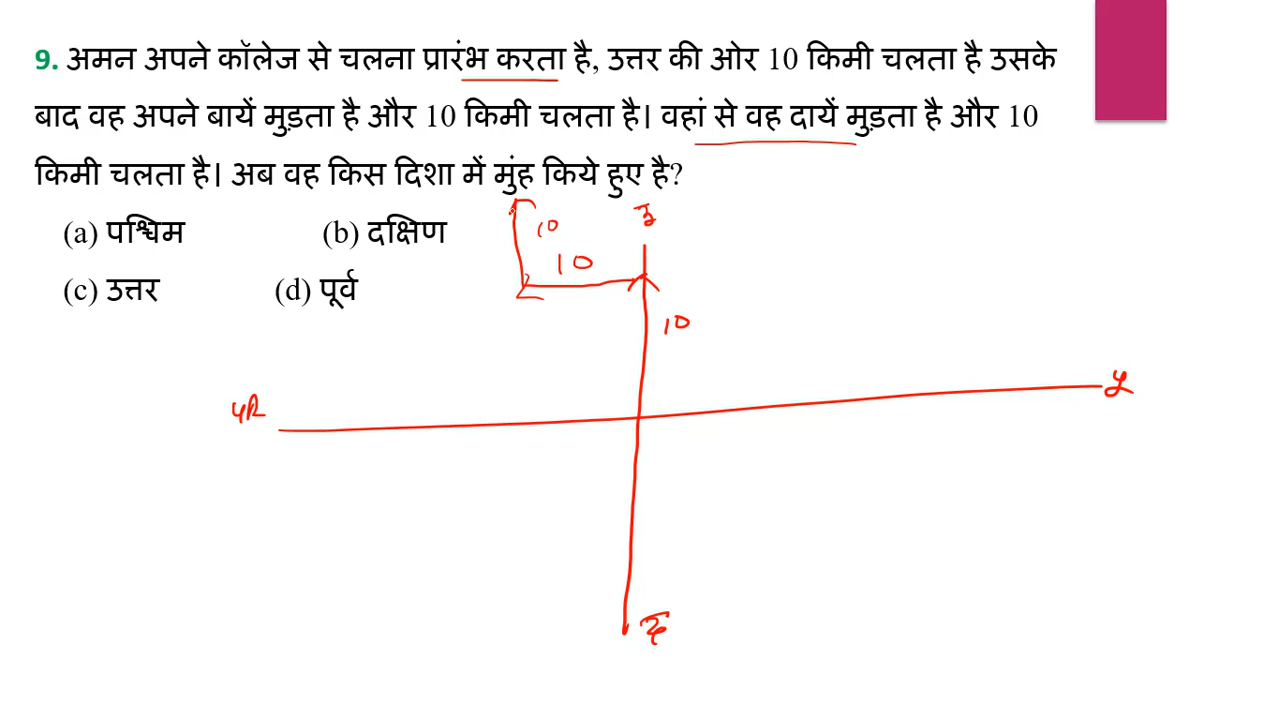 9. अमन अपने कॉलेज से चलना प्रारंभ करता है, उत्तर की ओर 10 किमी चलता है उसके
बाद वह अपने बायें मुड़ता है और 10 किमी चलता है। वहां से वह दायें मुड़ता है और 10
किमी चलता है। अब वह किस दिशा में मुंह किये हुए है?
(a) पश्चिम (b) दक्षिण
(c) उत्तर (d) पूर्व
उ
10
10
10
द